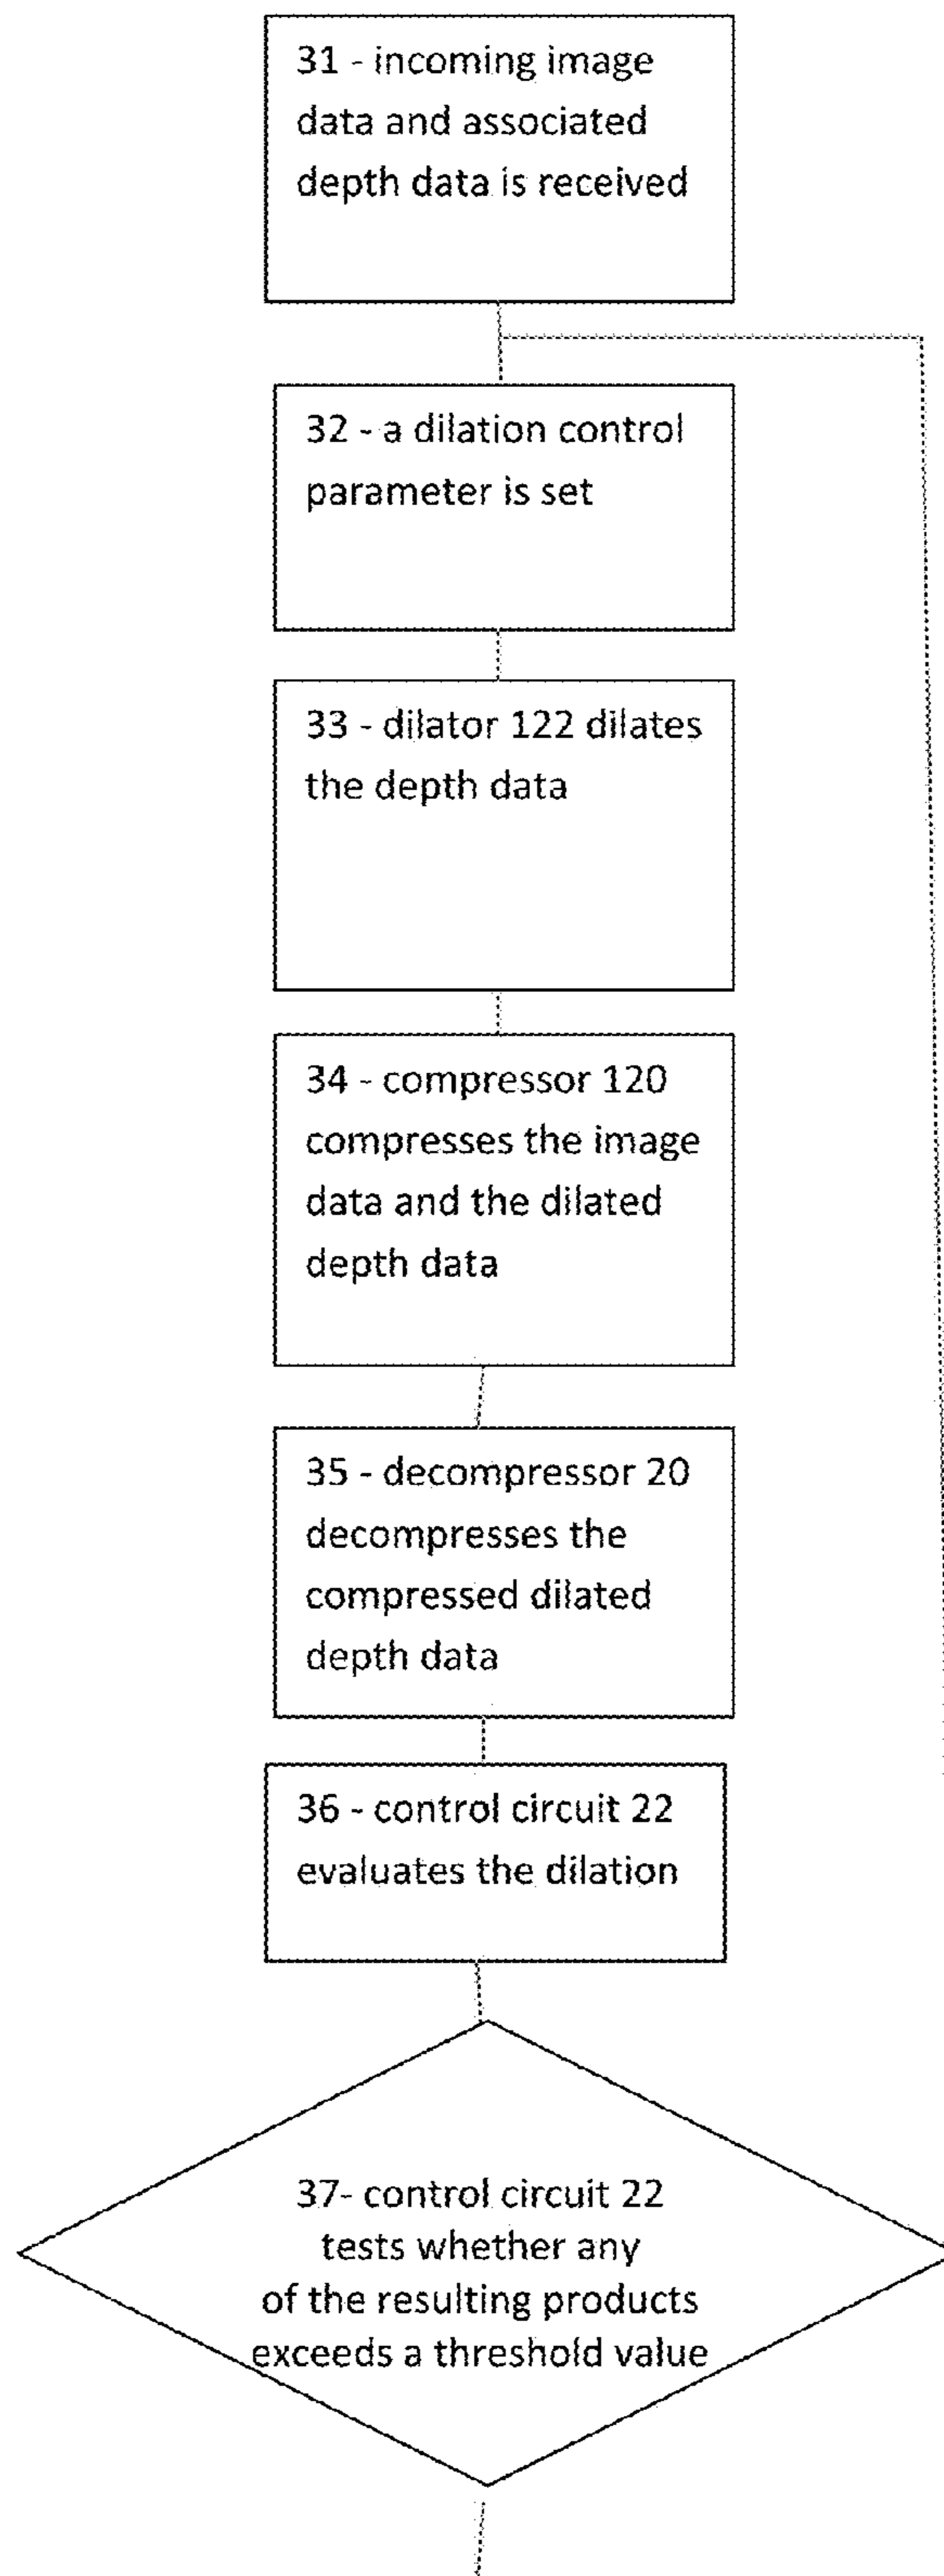 31 - incoming image
data and associated
depth data is received
32 - a dilation control
parameter is set
33 - dilator 122 dilates
the depth data
34 - compressor 120
compresses the image
data and the dilated
depth data
35 - decompressor 20
decompresses the
compressed dilated
depth data
36 - control circuit 22
evaluates the dilation
37- control circuit 22
tests whether any
of the resulting products
exceeds a threshold value